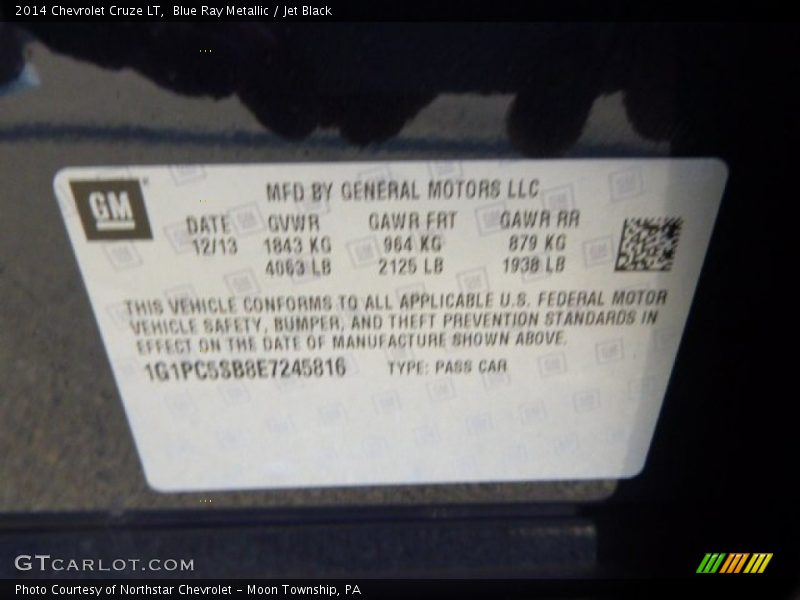 2014 Chevrolet Cruze LT, Blue Ray Metallic / Jet Black
GM
MFD BY GENERAL MOTORS LLC
DATE GVWR GAWR FRT GAWR RR
12/13 1843 KG 964 KG 879 KG
4063 LB 2125 LB 1938 LB
THIS VEHICLE CONFORMS TO ALL APPLICABLE U.S. FEDERAL MOTOR
VEHICLE SAFETY, BUMPER, AND THEFT PREVENTION STANDARDS IN
EFFECT ON THE DATE OF MANUFACTURE SHOWN ABOVE.
1G1PC5SB8E7245816 TYPE: PASS CAR
GTCARLOT.COM
Photo Courtesy of Northstar Chevrolet - Moon Township, PA